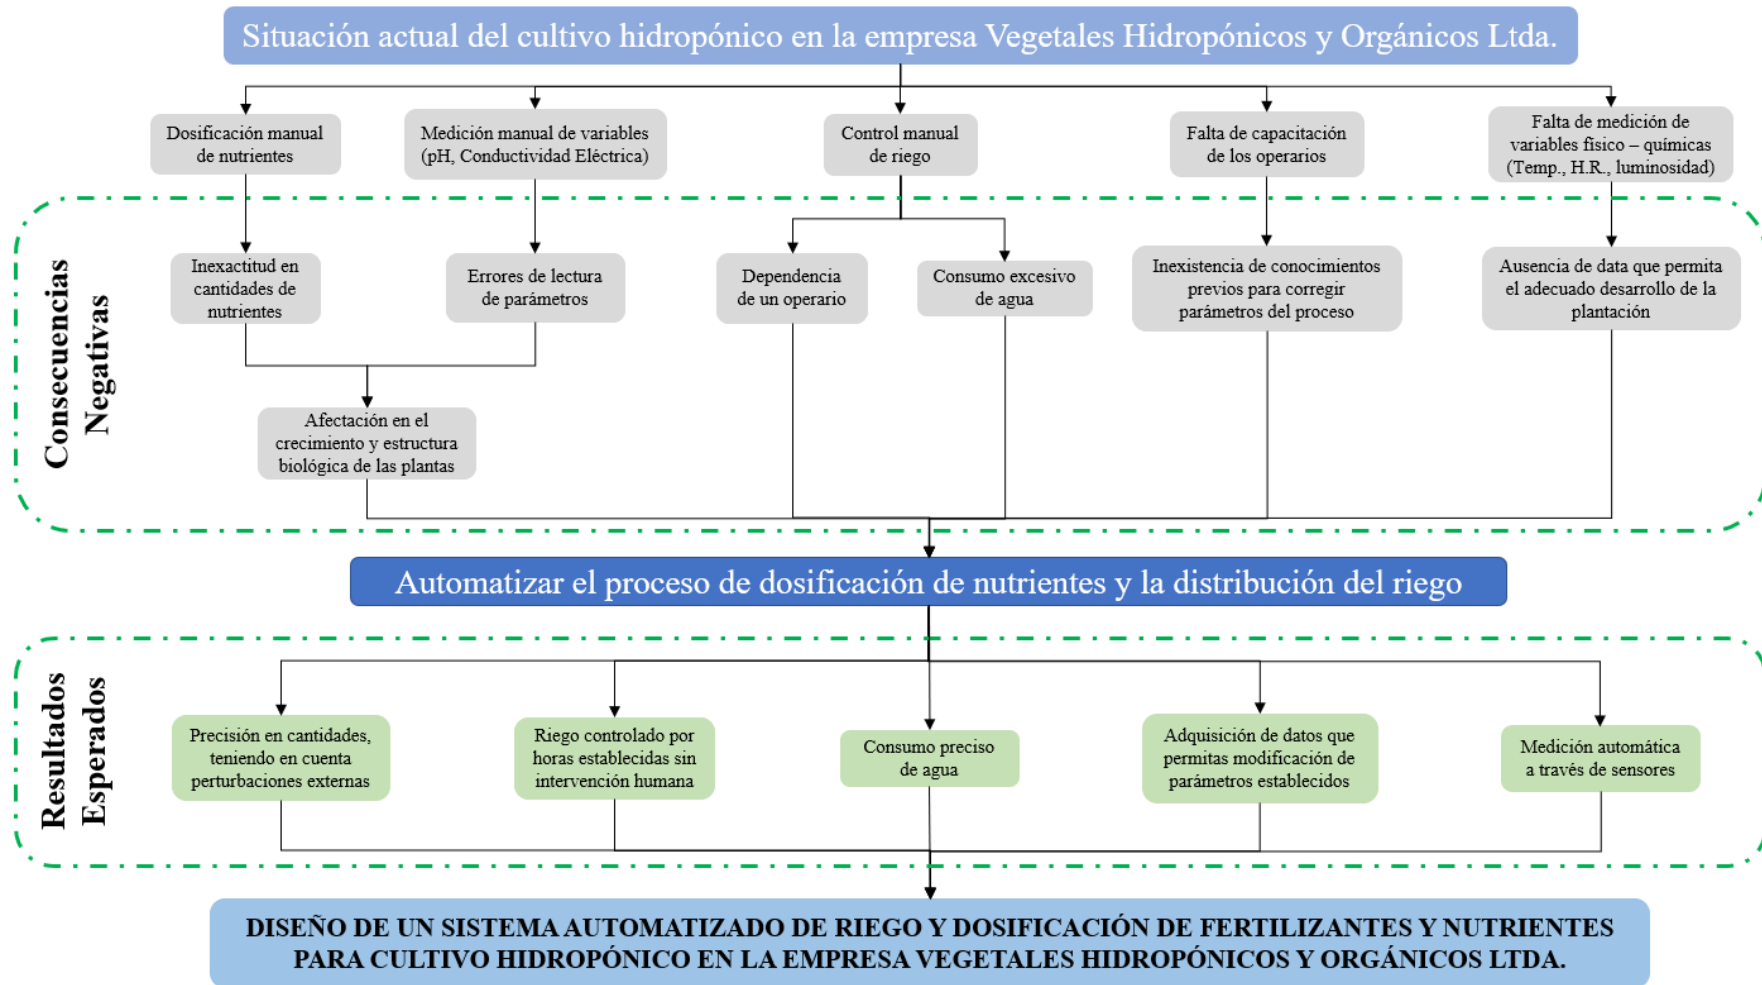 Situación actual del cultivo hidropónico en la empresa Vegetales Hidropónicos y Orgánicos Ltda.
Dosificación manual
de nutrientes
Medición manual de variables
(pH, Conductividad Eléctrica)
Control manual
de riego
Falta de capacitación
de los operarios
Falta de medición de
variables físico – químicas
(Temp., H.R., luminosidad)
Consecuencias
Negativas
Inexactitud en
cantidades de
nutrientes
Errores de lectura
de parámetros
Dependencia
de un operario
Consumo excesivo
de agua
Inexistencia de conocimientos
previos para corregir
parámetros del proceso
Ausencia de data que permita
el adecuado desarrollo de la
plantación
Afectación en el
crecimiento y estructura
biológica de las plantas
Automatizar el proceso de dosificación de nutrientes y la distribución del riego
Resultados
Esperados
Precisión en cantidades,
teniendo en cuenta
perturbaciones externas
Riego controlado por
horas establecidas sin
intervención humana
Consumo preciso
de agua
Adquisición de datos que
permitas modificación de
parámetros establecidos
Medición automática
a través de sensores
DISEÑO DE UN SISTEMA AUTOMATIZADO DE RIEGO Y DOSIFICACIÓN DE FERTILIZANTES Y NUTRIENTES
PARA CULTIVO HIDROPÓNICO EN LA EMPRESA VEGETALES HIDROPÓNICOS Y ORGÁNICOS LTDA.